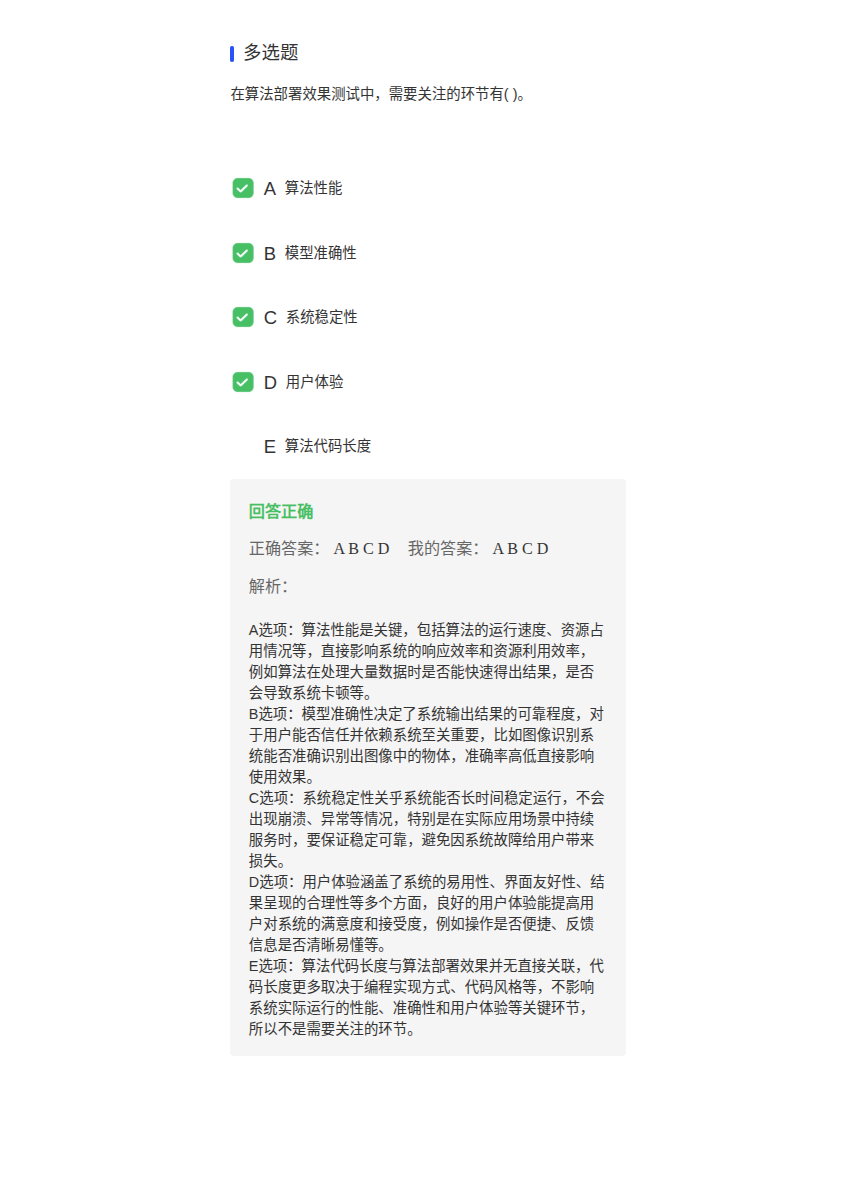 多选题
在算法部署效果测试中，需要关注的环节有( )。
A 算法性能
B 模型准确性
C 系统稳定性
D 用户体验
E 算法代码长度
回答正确
正确答案： A B C D 我的答案： A B C D
解析：
A选项：算法性能是关键，包括算法的运行速度、资源占
用情况等，直接影响系统的响应效率和资源利用效率，
例如算法在处理大量数据时是否能快速得出结果，是否
会导致系统卡顿等。
B选项：模型准确性决定了系统输出结果的可靠程度，对
于用户能否信任并依赖系统至关重要，比如图像识别系
统能否准确识别出图像中的物体，准确率高低直接影响
使用效果。
C选项：系统稳定性关乎系统能否长时间稳定运行，不会
出现崩溃、异常等情况，特别是在实际应用场景中持续
服务时，要保证稳定可靠，避免因系统故障给用户带来
损失。
D选项：用户体验涵盖了系统的易用性、界面友好性、结
果呈现的合理性等多个方面，良好的用户体验能提高用
户对系统的满意度和接受度，例如操作是否便捷、反馈
信息是否清晰易懂等。
E选项：算法代码长度与算法部署效果并无直接关联，代
码长度更多取决于编程实现方式、代码风格等，不影响
系统实际运行的性能、准确性和用户体验等关键环节，
所以不是需要关注的环节。